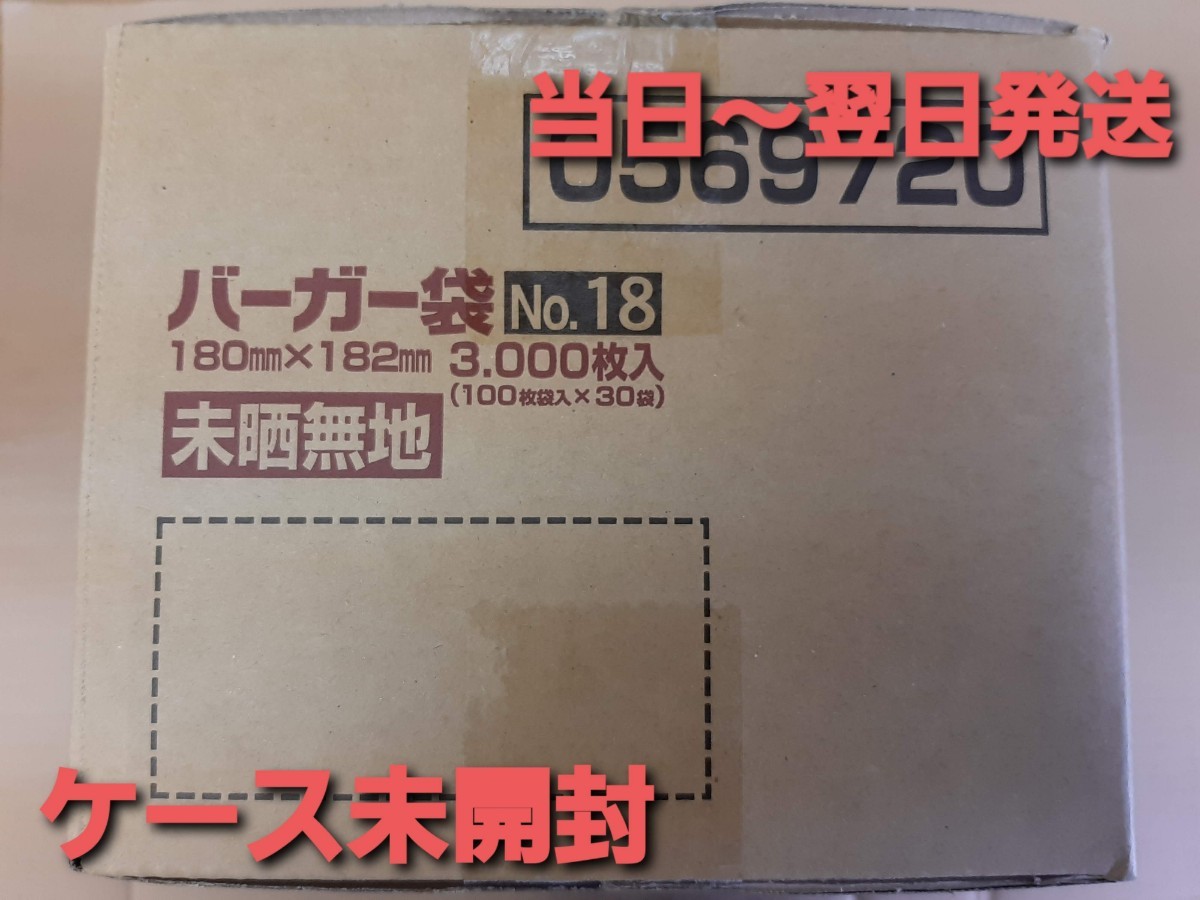 当日～翌日発送
0569720
バーガー袋 No.18
180mm×182mm 3.000枚入
(100枚袋入×30袋)
未晒無地
ケース未開封